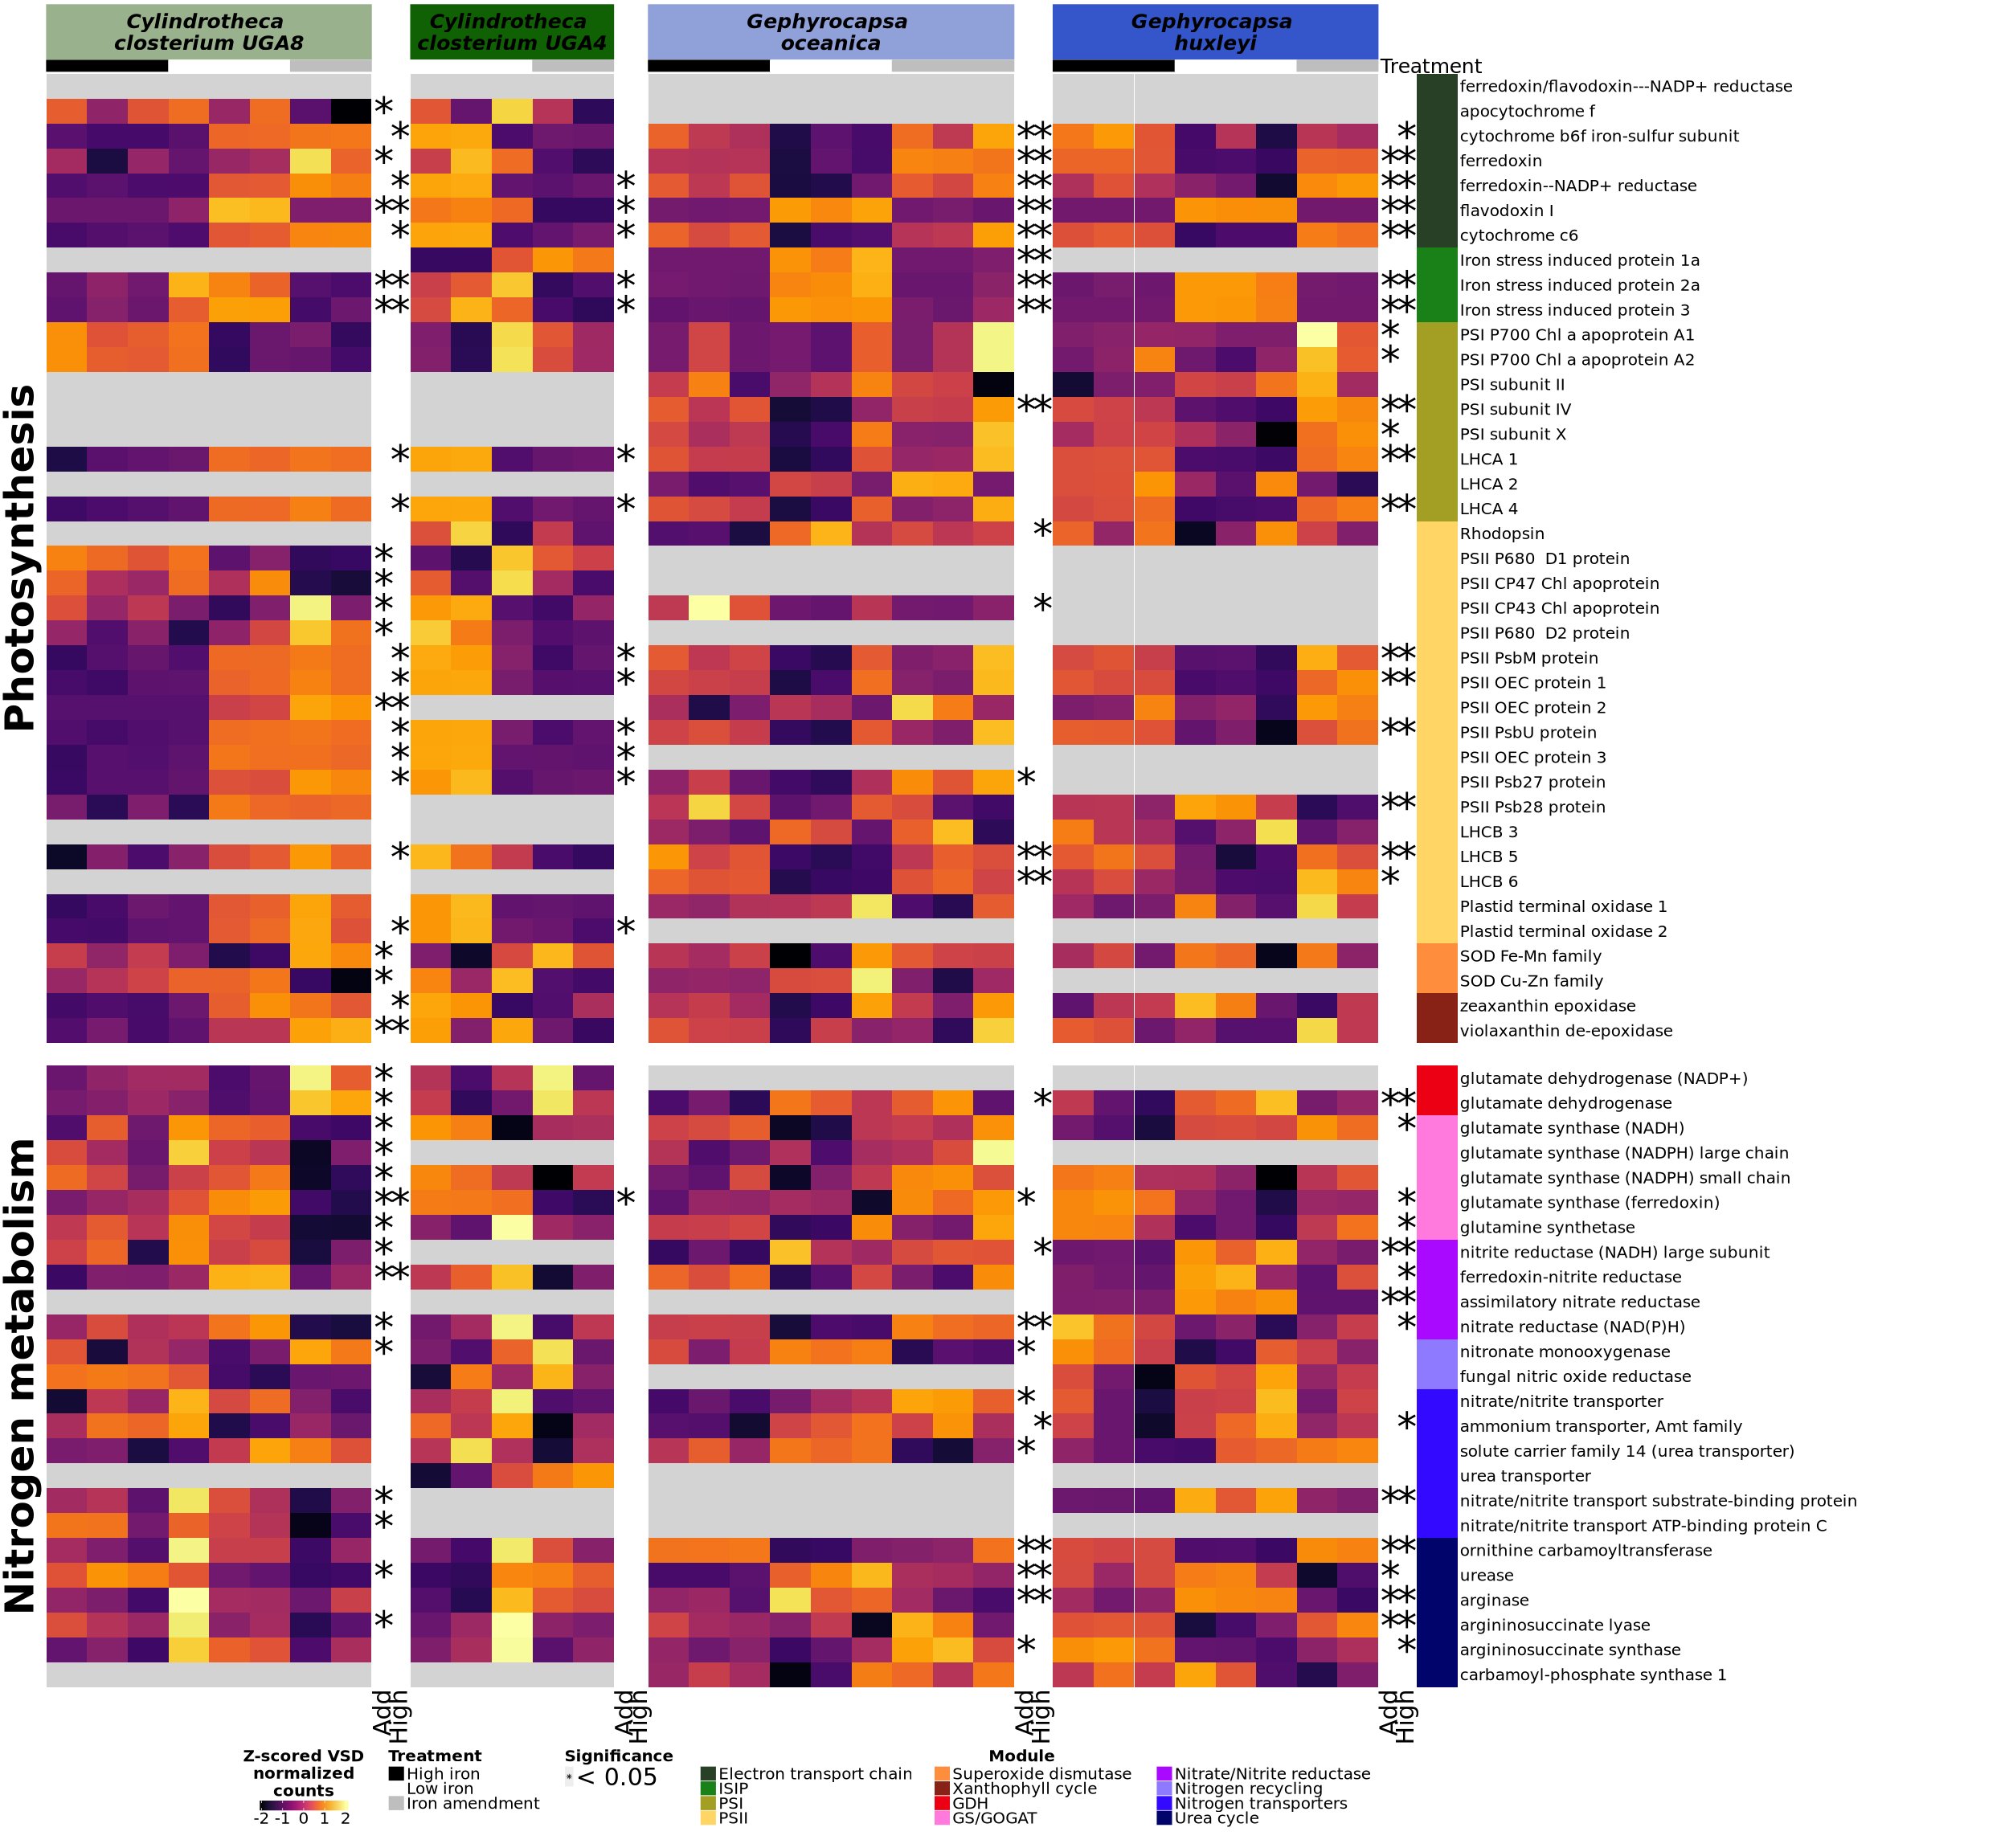 Cylindrotheca
closterium UGA8
Cylindrotheca
closterium UGA4
Gephyrocapsa
oceanica
Gephyrocapsa
huxleyi
Treatment
Photosynthesis
ferredoxin/flavodoxin---NADP+ reductase
* apocytochrome f
* ** * cytochrome b6f iron-sulfur subunit
* ** ** ferredoxin
* * ** ** ferredoxin--NADP+ reductase
** * ** ** flavodoxin I
* * ** ** cytochrome c6
** Iron stress induced protein 1a
** * ** ** Iron stress induced protein 2a
** * ** ** Iron stress induced protein 3
* PSI P700 Chl a apoprotein A1
* PSI P700 Chl a apoprotein A2
PSI subunit II
** ** PSI subunit IV
* PSI subunit X
* * ** LHCA 1
LHCA 2
* * ** LHCA 4
* Rhodopsin
* PSII P680 D1 protein
* PSII CP47 Chl apoprotein
* * PSII CP43 Chl apoprotein
* PSII P680 D2 protein
* * ** PSII PsbM protein
* * ** PSII OEC protein 1
** PSII OEC protein 2
* * ** PSII PsbU protein
* * PSII OEC protein 3
* * * PSII Psb27 protein
** PSII Psb28 protein
LHCB 3
* ** ** LHCB 5
** * LHCB 6
Plastid terminal oxidase 1
* * Plastid terminal oxidase 2
* SOD Fe-Mn family
* SOD Cu-Zn family
* zeaxanthin epoxidase
** violaxanthin de-epoxidase
Nitrogen metabolism
* glutamate dehydrogenase (NADP+)
* * ** glutamate dehydrogenase
* * glutamate synthase (NADH)
* glutamate synthase (NADPH) large chain
* glutamate synthase (NADPH) small chain
** * * * glutamate synthase (ferredoxin)
* * glutamine synthetase
* * ** nitrite reductase (NADH) large subunit
** * ferredoxin-nitrite reductase
** assimilatory nitrate reductase
* ** * nitrate reductase (NAD(P)H)
* * nitronate monooxygenase
fungal nitric oxide reductase
* nitrate/nitrite transporter
* * ammonium transporter, Amt family
* solute carrier family 14 (urea transporter)
urea transporter
* ** nitrate/nitrite transport substrate-binding protein
* nitrate/nitrite transport ATP-binding protein C
** ** ornithine carbamoyltransferase
* ** * urease
** ** arginase
* ** argininosuccinate lyase
* * argininosuccinate synthase
carbamoyl-phosphate synthase 1
Add
High
Add
High
Add
High
Add
High
Z-scored VSD
normalized
counts
-2 -1 0 1 2
Treatment
High iron
Low iron
Iron amendment
Significance
* < 0.05
Module
Electron transport chain
ISIP
PSI
PSII
Superoxide dismutase
Xanthophyll cycle
GDH
GS/GOGAT
Nitrate/Nitrite reductase
Nitrogen recycling
Nitrogen transporters
Urea cycle